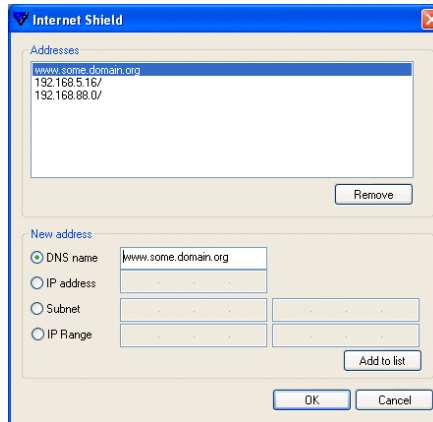 Internet Shield
Addresses
www.some.domain.org
192.168.5.16/
192.168.88.0/
Remove
New address
DNS name www.some.domain.org
IP address . . .
Subnet . . . . . .
IP Range . . . . . .
Add to list
OK Cancel